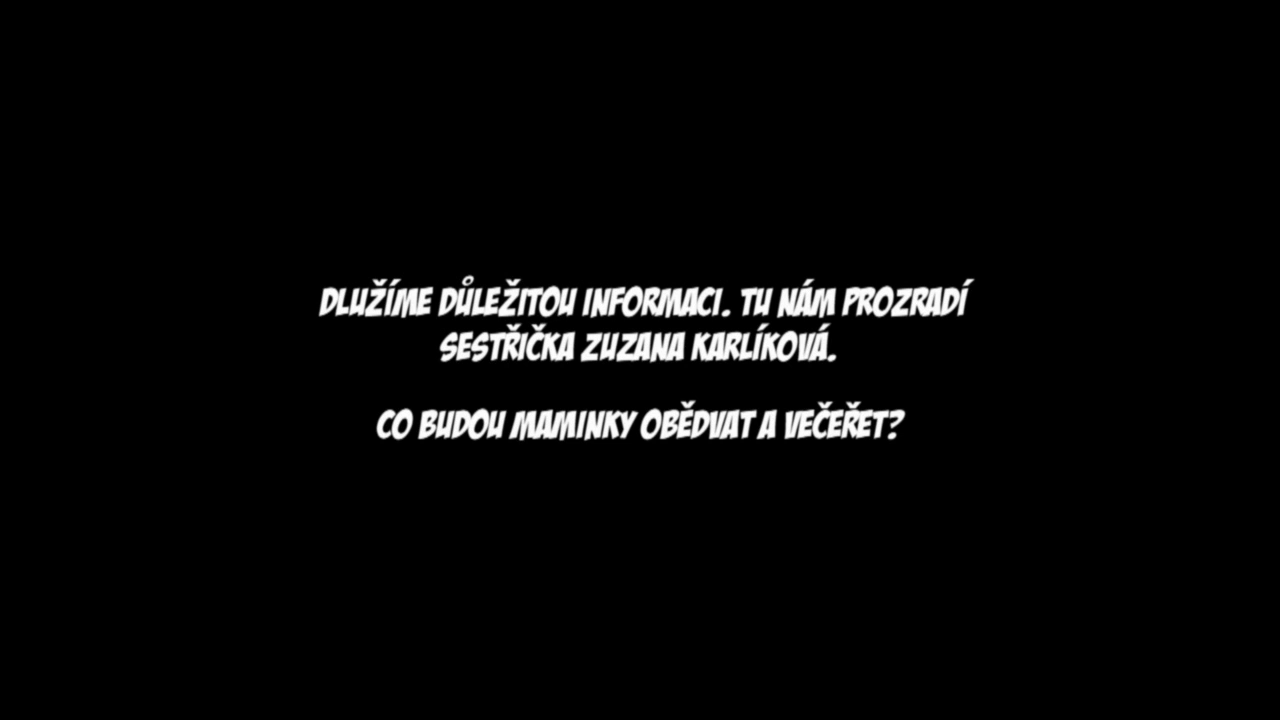 DLUŽÍME DŮLEŽITOU INFORMACI. TU NÁM PROZRADÍ
SESTŘIČKA ZUZANA KARLÍKOVÁ.
CO BUDOU MAMINKY OBĚDVAT A VEČEŘET?